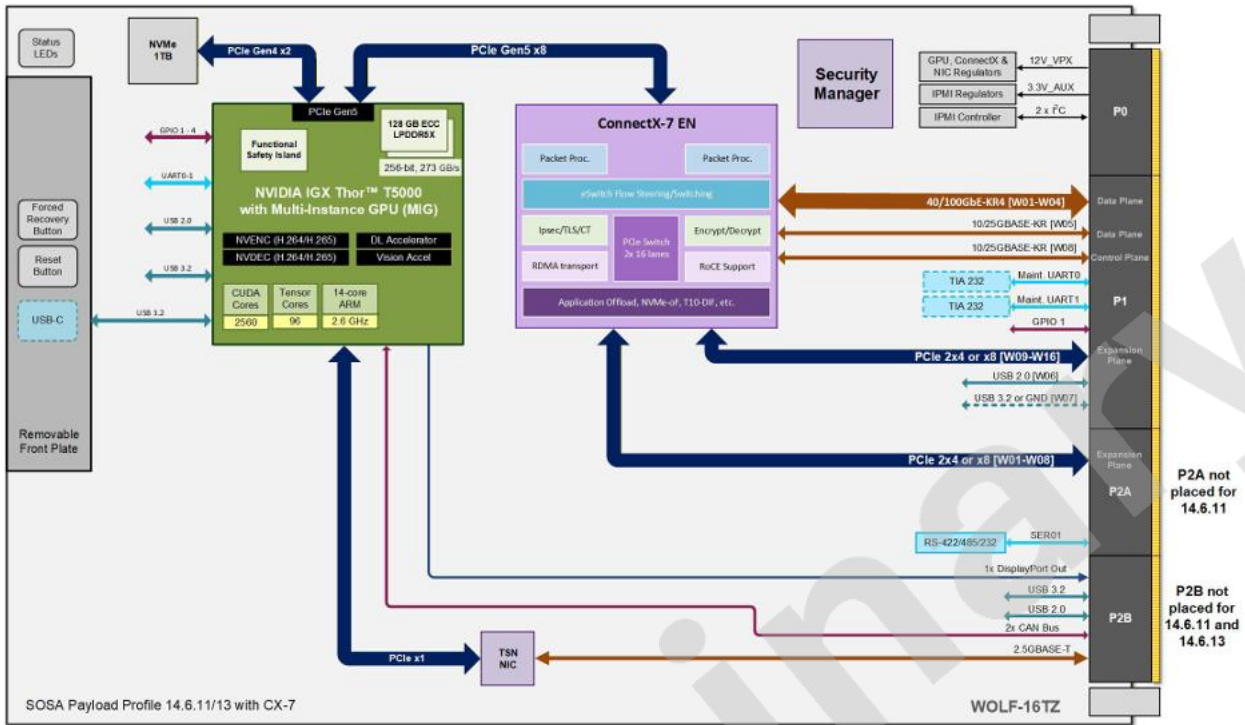 Status
LEDs
NVMe
1TB
PCIe Gen4 x2
PCIe Gen5 x8
Security
Manager
GPU, ConnectX &
NIC Regulators
12V_VPX
IPMI Regulators
3.3V_AUX
IPMI Controller
2 x I²C
P0
PCIe Gen5
Functional
Safety Island
128 GB ECC
LPDDR5X
256-bit, 273 GB/s
NVIDIA IGX Thor™ T5000
with Multi-Instance GPU (MIG)
NVENC (H.264/H.265)
DL Accelerator
NVDEC (H.264/H.265)
Vision Accel
CUDA
Cores
2560
Tensor
Cores
96
14-core
ARM
2.6 GHz
GPIO 1 - 4
UART0-1
USB 2.0
USB 3.2
USB 3.2
Forced
Recovery
Button
Reset
Button
USB-C
Removable
Front Plate
ConnectX-7 EN
Packet Proc.
Packet Proc.
eSwitch Flow Steering/Switching
Ipsec/TLS/CT
PCIe Switch
2x 16 lanes
Encrypt/Decrypt
RDMA transport
RoCE Support
Application Offload, NVMe-oF, T10-DIF, etc.
40/100GbE-KR4 [W01-W04]
Data Plane
10/25GBASE-KR [W05]
Data Plane
10/25GBASE-KR [W08]
Control Plane
TIA 232
Maint. UART0
TIA 232
Maint. UART1
P1
GPIO 1
PCIe 2x4 or x8 [W09-W16]
Expansion
Plane
USB 2.0 [W06]
USB 3.2 or GND [W07]
PCIe 2x4 or x8 [W01-W08]
Expansion
Plane
P2A
P2A not
placed for
14.6.11
RS-422/485/232
SER01
1x DisplayPort Out
USB 3.2
USB 2.0
2x CAN Bus
2.5GBASE-T
P2B
P2B not
placed for
14.6.11 and
14.6.13
PCIe x1
TSN
NIC
SOSA Payload Profile 14.6.11/13 with CX-7
WOLF-16TZ
inary